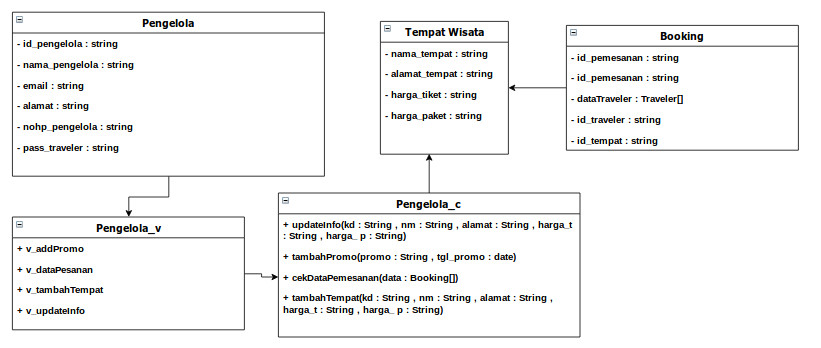 Pengelola
- id_pengelola : string
- nama_pengelola : string
- email : string
- alamat : string
- nohp_pengelola : string
- pass_traveler : string
Tempat Wisata
- nama_tempat : string
- alamat_tempat : string
- harga_tiket : string
- harga_paket : string
Booking
- id_pemesanan : string
- id_pemesanan : string
- dataTraveler : Traveler[]
- id_traveler : string
- id_tempat : string
Pengelola_v
+ v_addPromo
+ v_dataPesanan
+ v_tambahTempat
+ v_updateInfo
Pengelola_c
+ updateInfo(kd : String , nm : String , alamat : String , harga_t
: String , harga_ p : String)
+ tambahPromo(promo : String , tgl_promo : date)
+ cekDataPemesanan(data : Booking[])
+ tambahTempat(kd : String , nm : String , alamat : String ,
harga_t : String , harga_ p : String)